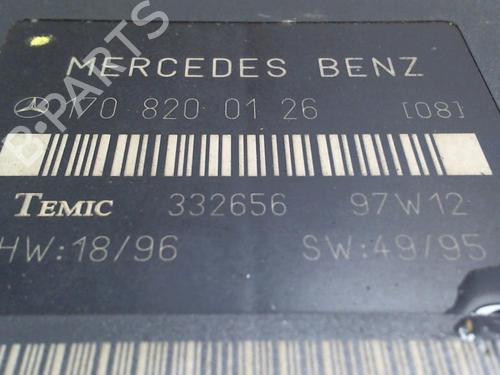 MERCEDES BENZ
170 820 01 26 [08]
TEMIC 332656 97W12
HW:18/96 SW:49/95
B-PARTS